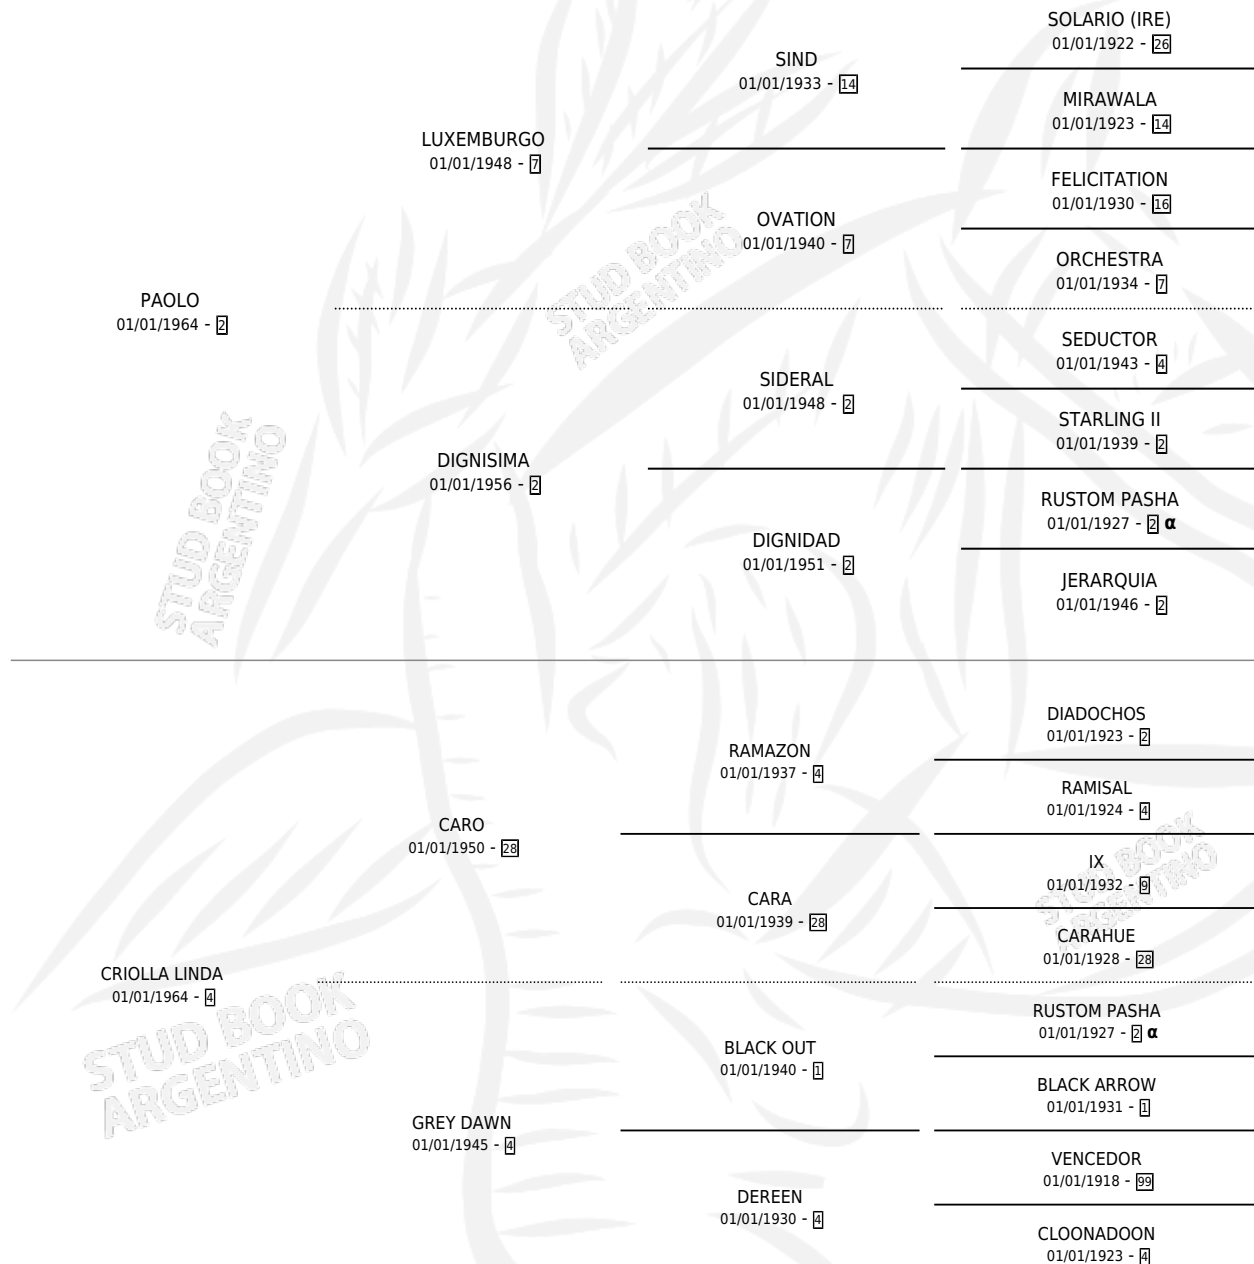 SOLARIO (IRE)
01/01/1922 - 26
SIND
01/01/1933 - 14
MIRAWALA
01/01/1923 - 14
LUXEMBURGO
01/01/1948 - 7
FELICITATION
01/01/1930 - 16
OVATION
01/01/1940 - 7
ORCHESTRA
01/01/1934 - 7
PAOLO
01/01/1964 - 2
SEDUCTOR
01/01/1943 - 4
SIDERAL
01/01/1948 - 2
STARLING II
01/01/1939 - 2
DIGNISIMA
01/01/1956 - 2
RUSTOM PASHA
01/01/1927 - 2 α
DIGNIDAD
01/01/1951 - 2
JERARQUIA
01/01/1946 - 2
DIADOCHOS
01/01/1923 - 2
RAMAZON
01/01/1937 - 4
RAMISAL
01/01/1924 - 4
CARO
01/01/1950 - 28
IX
01/01/1932 - 9
CARA
01/01/1939 - 28
CARAHUE
01/01/1928 - 28
CRIOLLA LINDA
01/01/1964 - 4
RUSTOM PASHA
01/01/1927 - 2 α
BLACK OUT
01/01/1940 - 1
BLACK ARROW
01/01/1931 - 1
GREY DAWN
01/01/1945 - 4
VENCEDOR
01/01/1918 - 99
DEREEN
01/01/1930 - 4
CLOONADOON
01/01/1923 - 4
STUD BOOK
ARGENTINO
STUD BOOK
ARGENTINO
STUD BOOK
ARGENTINO
STUD BOOK
ARGENTINO